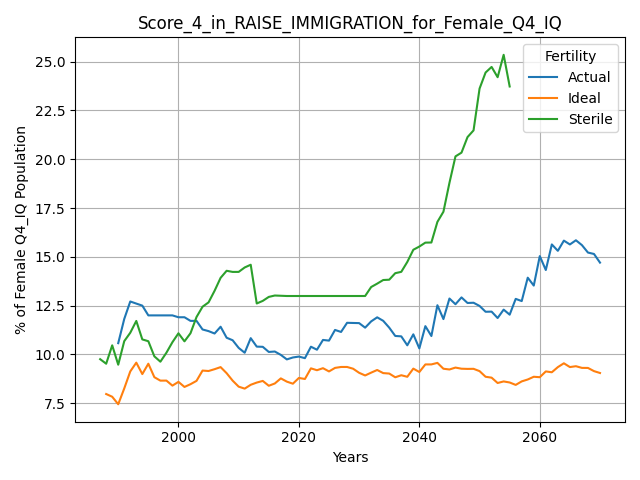 Score_4_in_RAISE_IMMIGRATION_for_Female_Q4_IQ
% of Female Q4_IQ Population
25.0
22.5
20.0
17.5
15.0
12.5
10.0
7.5
Fertility
Actual
Ideal
Sterile
2000
2020
2040
2060
Years